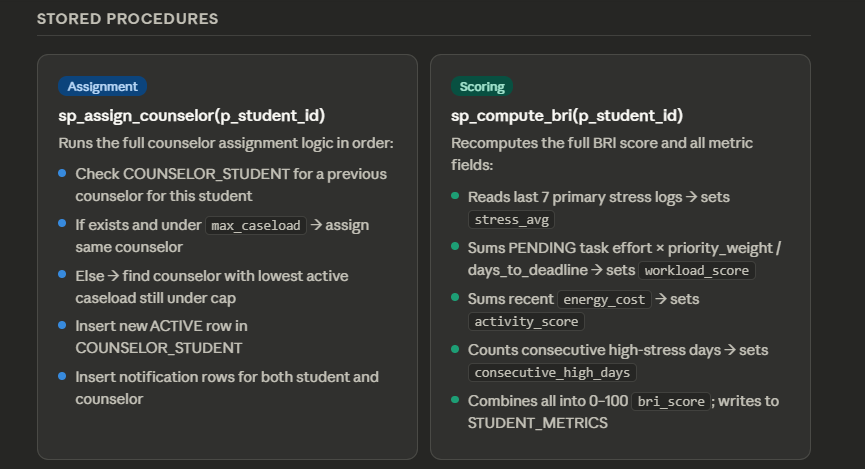 STORED PROCEDURES
Assignment
sp_assign_counselor(p_student_id)
Runs the full counselor assignment logic in order:
Check COUNSELOR_STUDENT for a previous
counselor for this student
If exists and under max_caseload → assign
same counselor
Else → find counselor with lowest active
caseload still under cap
Insert new ACTIVE row in
COUNSELOR_STUDENT
Insert notification rows for both student and
counselor
Scoring
sp_compute_bri(p_student_id)
Recomputes the full BRI score and all metric
fields:
Reads last 7 primary stress logs → sets
stress_avg
Sums PENDING task effort × priority_weight /
days_to_deadline → sets workload_score
Sums recent energy_cost → sets
activity_score
Counts consecutive high-stress days → sets
consecutive_high_days
Combines all into 0–100 bri_score; writes to
STUDENT_METRICS